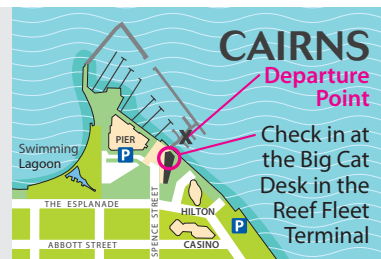 CAIRNS
Departure
Point
X
Check in at
the Big Cat
Desk in the
Reef Fleet
Terminal
PIER
P
Swimming
Lagoon
THE ESPLANADE
SPENCE STREET
HILTON
P
ABBOTT STREET
CASINO